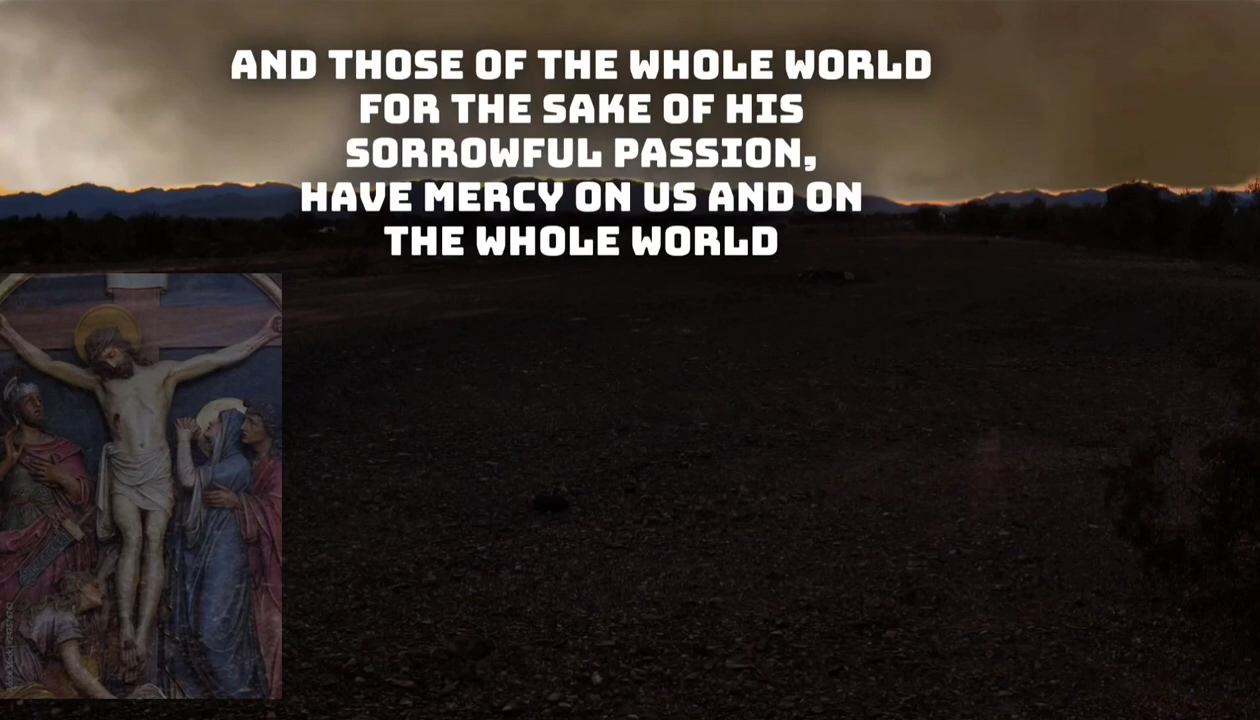 AND THOSE OF THE WHOLE WORLD
FOR THE SAKE OF HIS
SORROWFUL PASSION,
HAVE MERCY ON US AND ON
THE WHOLE WORLD